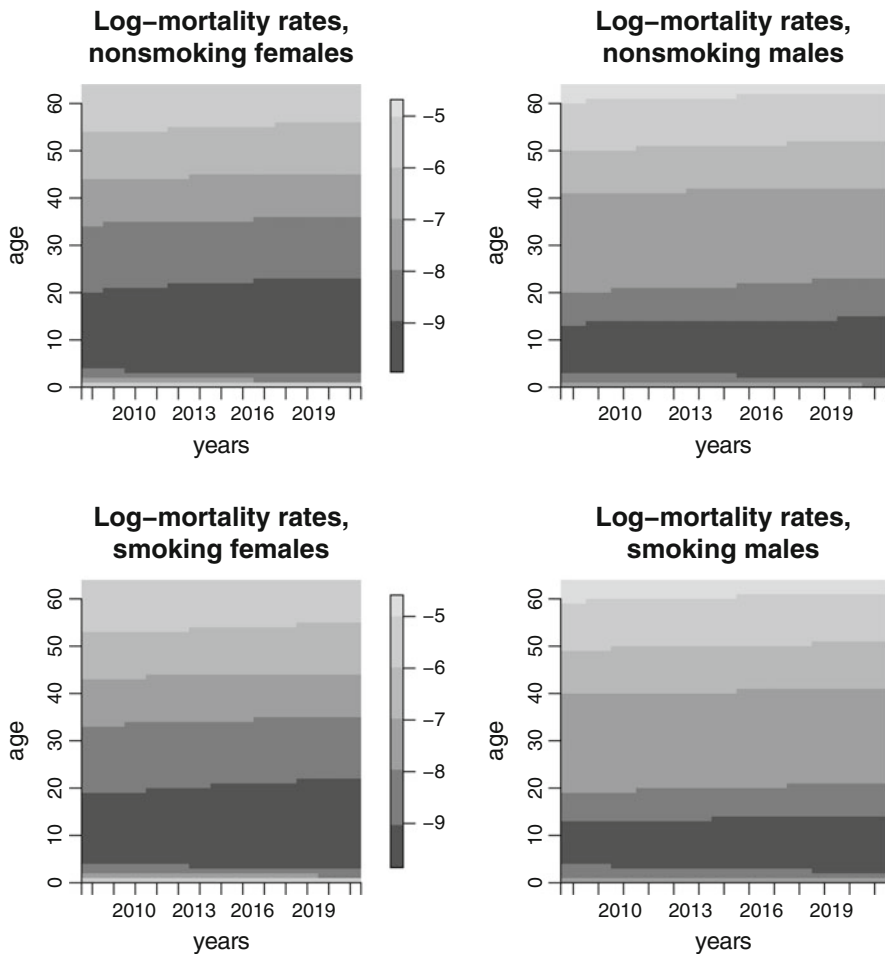 Log−mortality rates,
nonsmoking females
60
50
40
30
20
10
0
age
2010 2013 2016 2019
years
−5
−6
−7
−8
−9
Log−mortality rates,
nonsmoking males
60
50
40
30
20
10
0
age
2010 2013 2016 2019
years
Log−mortality rates,
smoking females
60
50
40
30
20
10
0
age
2010 2013 2016 2019
years
−5
−6
−7
−8
−9
Log−mortality rates,
smoking males
60
50
40
30
20
10
0
age
2010 2013 2016 2019
years